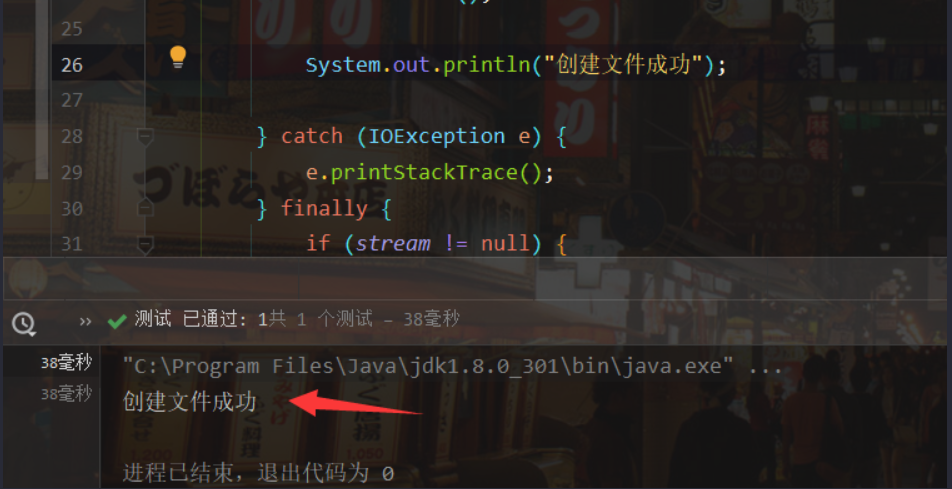 25
26 System.out.println("创建文件成功");
27
28 } catch (IOException e) {
29 e.printStackTrace();
30 } finally {
31 if (stream != null) {
» 测试 已通过: 1共 1 个测试 – 38毫秒
38毫秒 "C:\Program Files\Java\jdk1.8.0_301\bin\java.exe" ...
38毫秒 创建文件成功
进程已结束，退出代码为 0